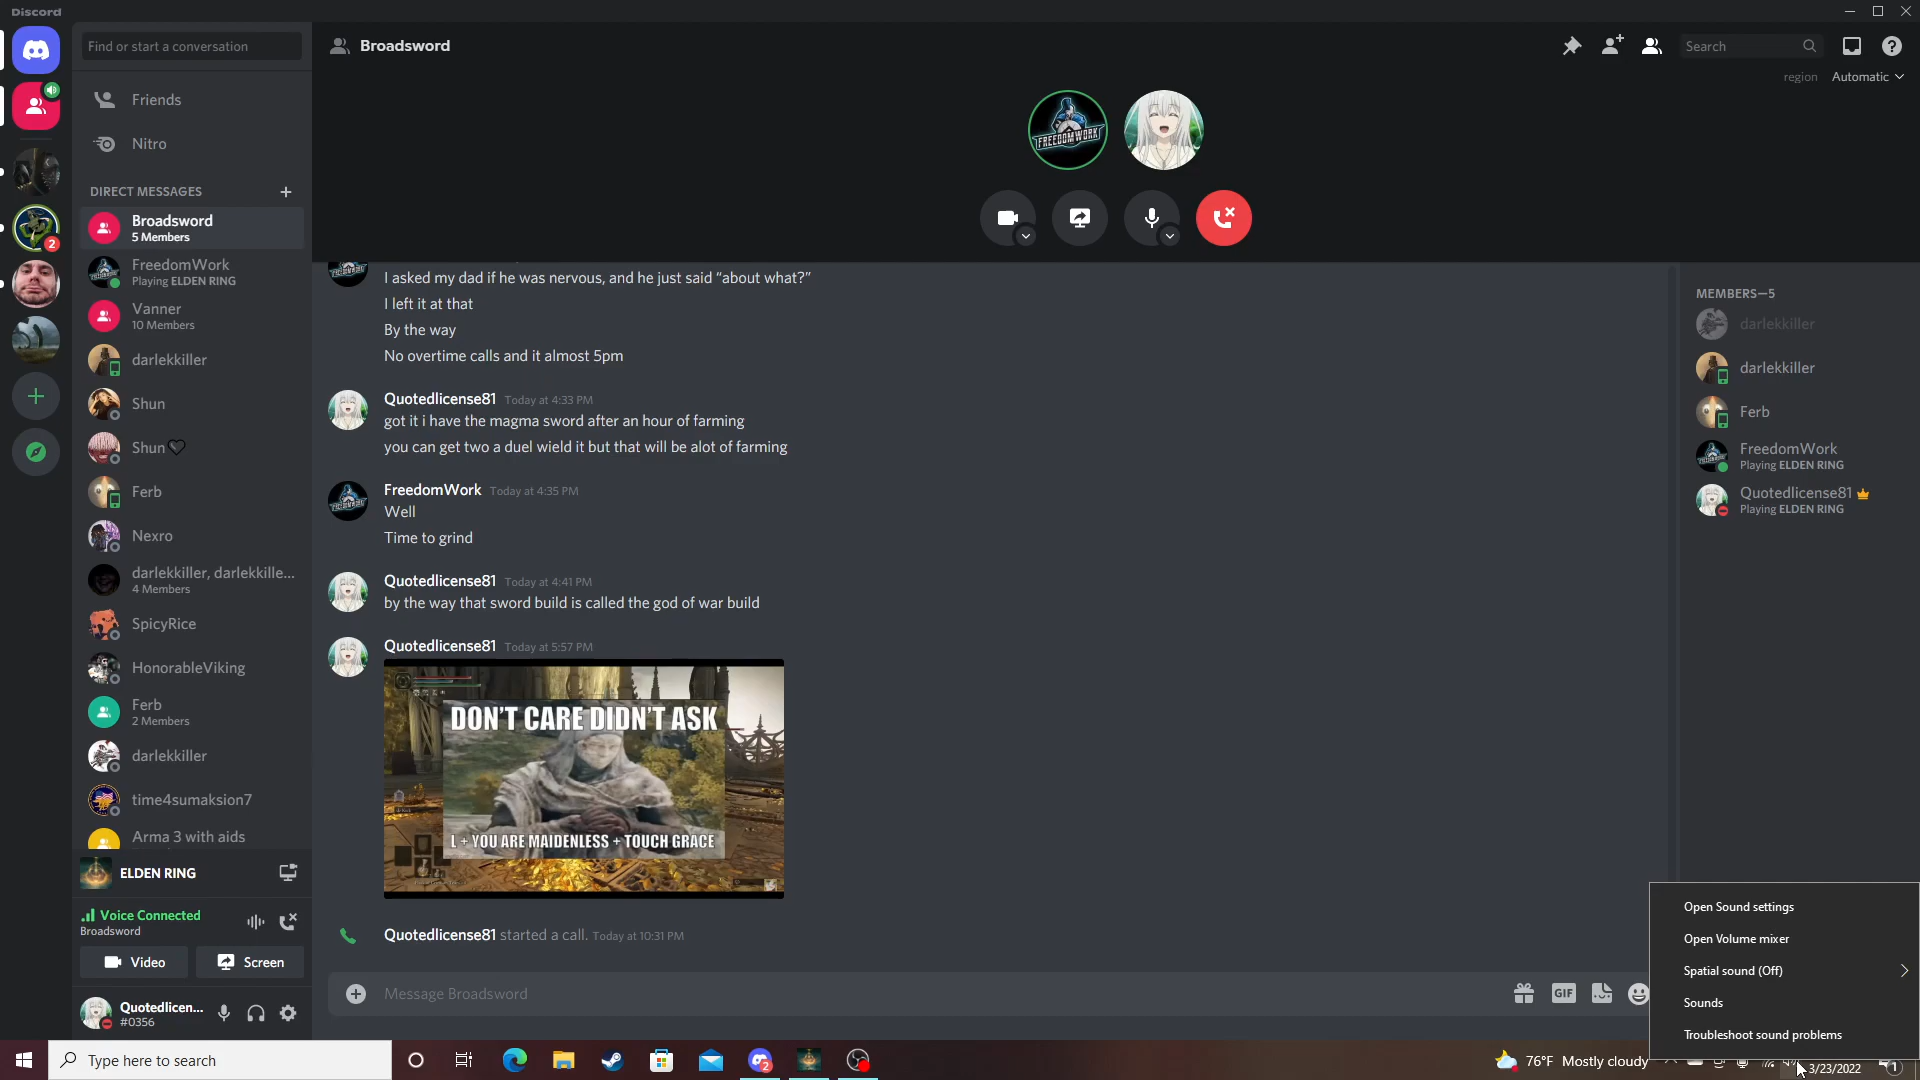 Discord
Find or start a conversation
Friends
Nitro
DIRECT MESSAGES
Broadsword
5 Members
FreedomWork
Playing ELDEN RING
Vanner
10 Members
darlekkiller
Shun
Shun🖤
Ferb
Nexro
darlekkiller, darlekkille...
4 Members
SpicyRice
HonorableViking
Ferb
2 Members
darlekkiller
time4sumaksion7
Arma 3 with aids
ELDEN RING
Voice Connected
Broadsword
Video
Screen
Quotedlicen...
#0356
2
Broadsword
Search
region Automatic
FREEDOMWORK
I asked my dad if he was nervous, and he just said “about what?”
I left it at that
By the way
No overtime calls and it almost 5pm
Quotedlicense81 Today at 4:33 PM
got it i have the magma sword after an hour of farming
you can get two a duel wield it but that will be alot of farming
FreedomWork Today at 4:35 PM
Well
Time to grind
Quotedlicense81 Today at 4:41 PM
by the way that sword build is called the god of war build
Quotedlicense81 Today at 5:57 PM
DON'T CARE DIDN'T ASK
L + YOU ARE MAIDENLESS + TOUCH GRACE
Quotedlicense81 started a call. Today at 10:31 PM
Message Broadsword
GIF
MEMBERS—5
darlekkiller
darlekkiller
Ferb
FreedomWork
Playing ELDEN RING
Quotedlicense81
Playing ELDEN RING
Open Sound settings
Open Volume mixer
Spatial sound (Off)
Sounds
Troubleshoot sound problems
Type here to search
2
76°F Mostly cloudy
3/23/2022
1